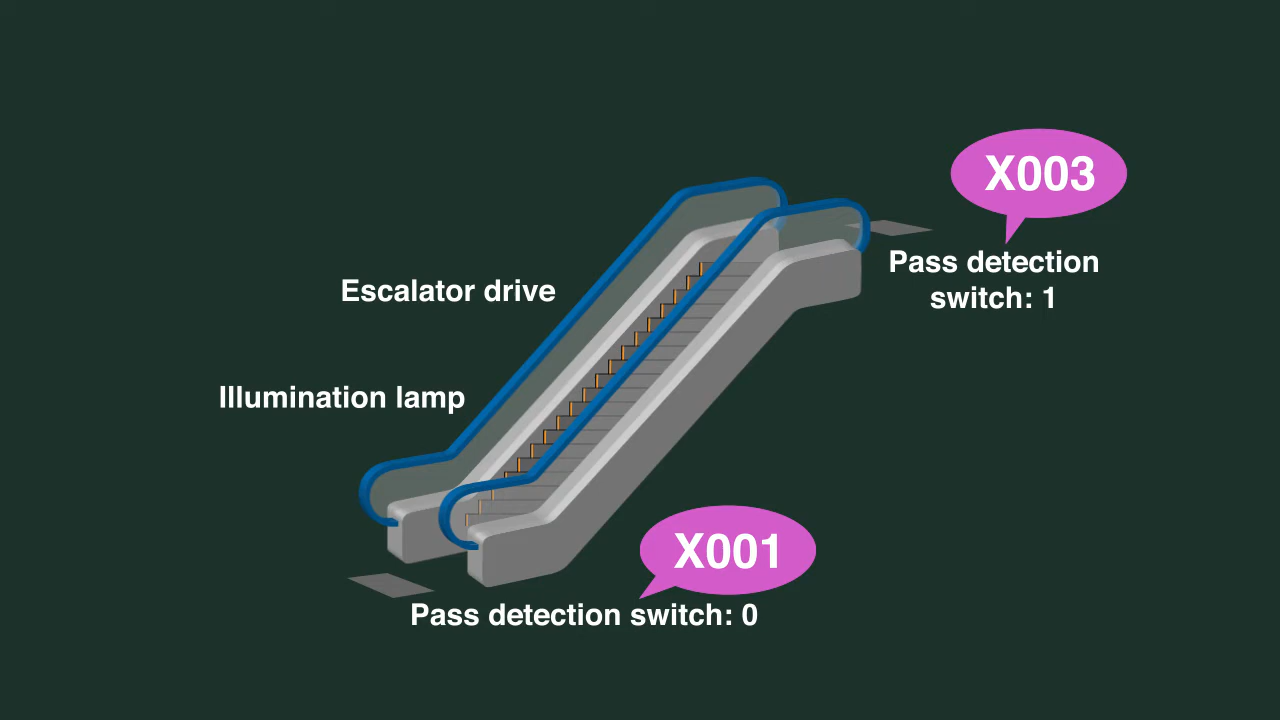 X003
Pass detection
switch: 1
Escalator drive
Illumination lamp
X001
Pass detection switch: 0